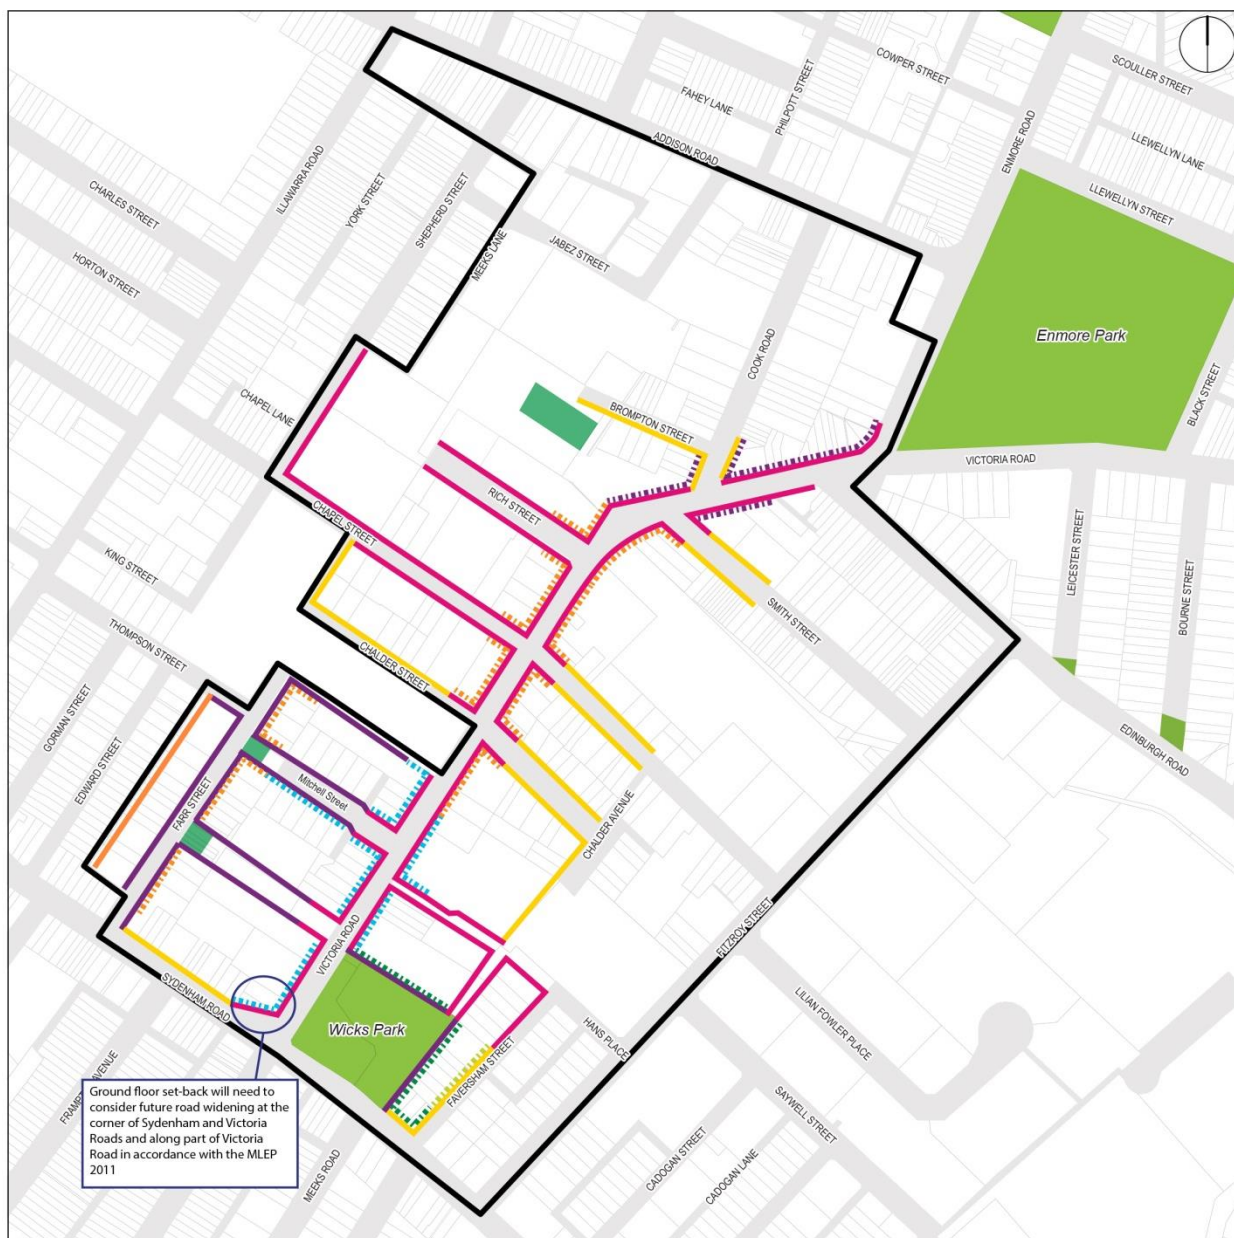 COWPER STREET
SCOULLER STREET
FAHEY LANE
PHILPOTT STREET
ENMORE ROAD
ADDISON ROAD
LLEWELLYN LANE
LLEWELLYN STREET
CHARLES STREET
ILLAWARRA ROAD
YORK STREET
SHEPHERD STREET
MEEKS LANE
JABEZ STREET
HORTON STREET
Enmore Park
COOK ROAD
BLACK STREET
CHAPEL LANE
BROMPTON STREET
VICTORIA ROAD
RICH STREET
CHAPEL STREET
KING STREET
LEICESTER STREET
BOURNE STREET
SMITH STREET
THOMPSON STREET
CHALDER STREET
GORMAN STREET
EDWARD STREET
EDINBURGH ROAD
FARR STREET
Mitchell Street
CHALDER AVENUE
VICTORIA ROAD
FITZROY STREET
SYDENHAM ROAD
Wicks Park
HANS PLACE
LILIAN FOWLER PLACE
FAVERSHAM STREET
SAYWELL STREET
AVENUE
Ground floor set-back will need to
consider future road widening at the
corner of Sydenham and Victoria
Roads and along part of Victoria
Road in accordance with the MLEP
2011
MEEKS ROAD
CADOGAN STREET
CADOGAN LANE